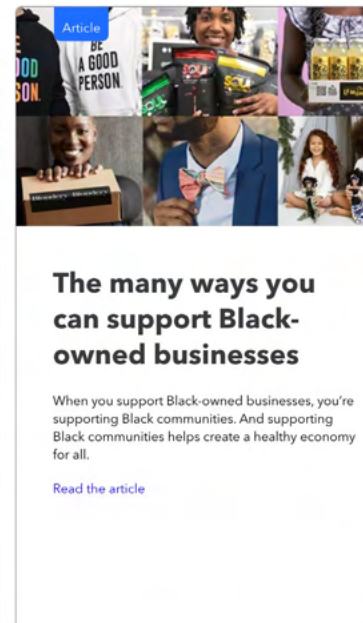 Article
BE
A GOOD
PERSON.
SOUL
The many ways you
can support Black-
owned businesses
When you support Black-owned businesses, you're
supporting Black communities. And supporting
Black communities helps create a healthy economy
for all.
Read the article